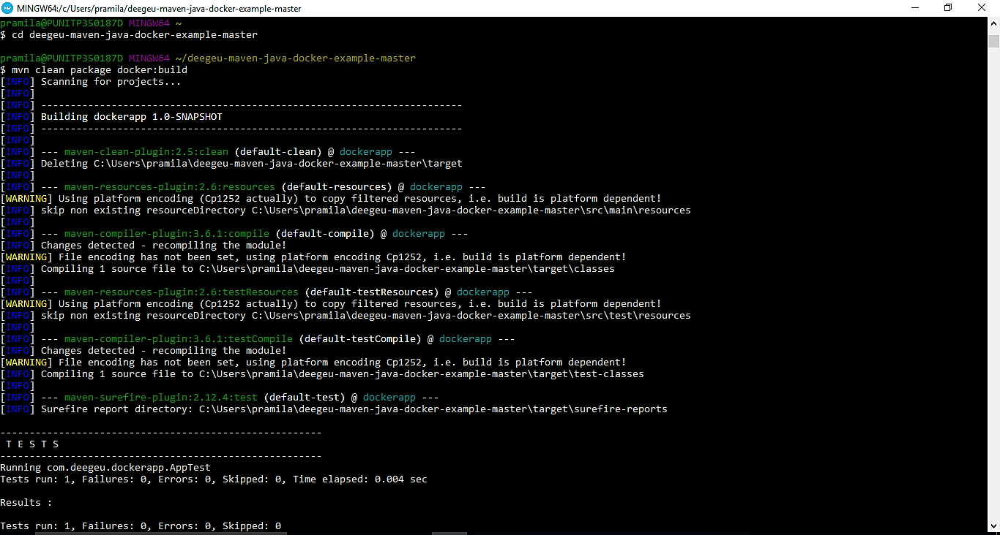 MINGW64:/c/Users/pramila/deegeu-maven-java-docker-example-master
pramila@PUNITP350187D MINGW64 ~
$ cd deegeu-maven-java-docker-example-master
pramila@PUNITP350187D MINGW64 ~/deegeu-maven-java-docker-example-master
$ mvn clean package docker:build
[INFO] Scanning for projects...
[INFO]
[INFO] ------------------------------------------------------------------------
[INFO] Building dockerapp 1.0-SNAPSHOT
[INFO] ------------------------------------------------------------------------
[INFO]
[INFO] --- maven-clean-plugin:2.5:clean (default-clean) @ dockerapp ---
[INFO] Deleting C:\Users\pramila\deegeu-maven-java-docker-example-master\target
[INFO]
[INFO] --- maven-resources-plugin:2.6:resources (default-resources) @ dockerapp ---
[WARNING] Using platform encoding (Cp1252 actually) to copy filtered resources, i.e. build is platform dependent!
[INFO] skip non existing resourceDirectory C:\Users\pramila\deegeu-maven-java-docker-example-master\src\main\resources
[INFO]
[INFO] --- maven-compiler-plugin:3.6.1:compile (default-compile) @ dockerapp ---
[INFO] Changes detected - recompiling the module!
[WARNING] File encoding has not been set, using platform encoding Cp1252, i.e. build is platform dependent!
[INFO] Compiling 1 source file to C:\Users\pramila\deegeu-maven-java-docker-example-master\target\classes
[INFO]
[INFO] --- maven-resources-plugin:2.6:testResources (default-testResources) @ dockerapp ---
[WARNING] Using platform encoding (Cp1252 actually) to copy filtered resources, i.e. build is platform dependent!
[INFO] skip non existing resourceDirectory C:\Users\pramila\deegeu-maven-java-docker-example-master\src\test\resources
[INFO]
[INFO] --- maven-compiler-plugin:3.6.1:testCompile (default-testCompile) @ dockerapp ---
[INFO] Changes detected - recompiling the module!
[WARNING] File encoding has not been set, using platform encoding Cp1252, i.e. build is platform dependent!
[INFO] Compiling 1 source file to C:\Users\pramila\deegeu-maven-java-docker-example-master\target\test-classes
[INFO]
[INFO] --- maven-surefire-plugin:2.12.4:test (default-test) @ dockerapp ---
[INFO] Surefire report directory: C:\Users\pramila\deegeu-maven-java-docker-example-master\target\surefire-reports
-------------------------------------------------------
T E S T S
-------------------------------------------------------
Running com.deegeu.dockerapp.AppTest
Tests run: 1, Failures: 0, Errors: 0, Skipped: 0, Time elapsed: 0.004 sec
Results :
Tests run: 1, Failures: 0, Errors: 0, Skipped: 0